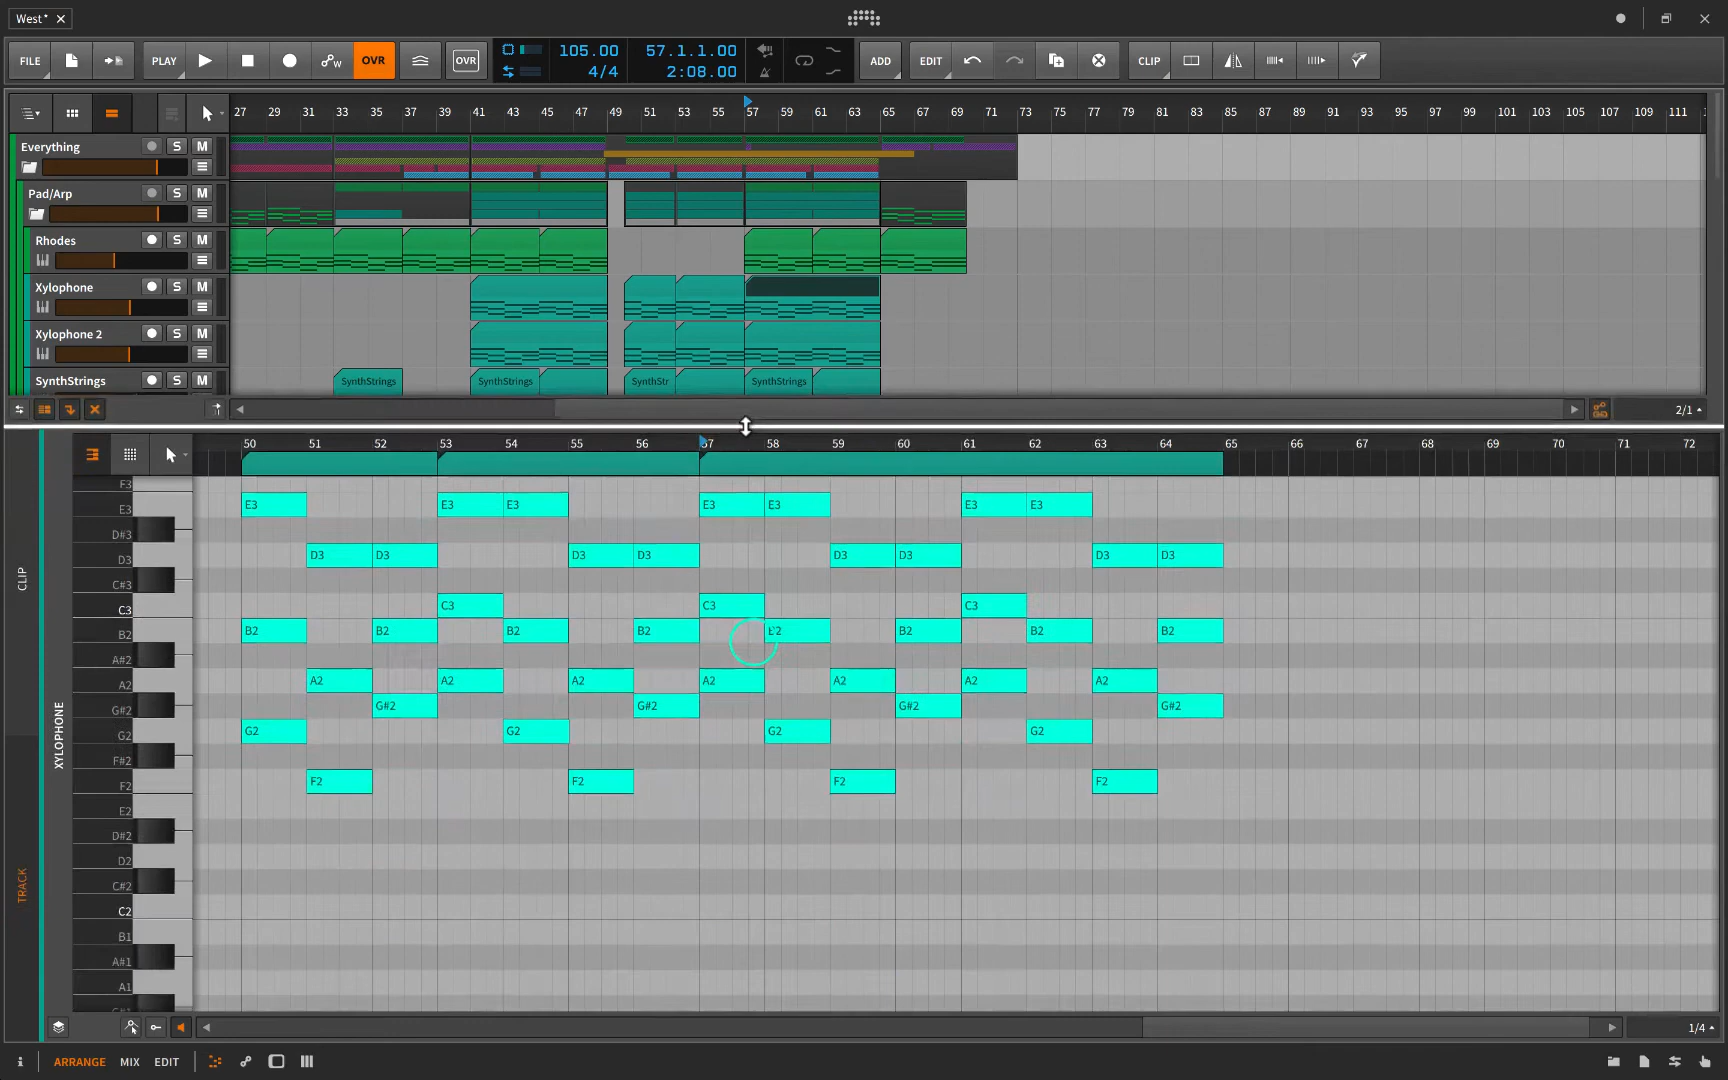 West*
FILE PLAY OVR OVR 105.00 4/4 57.1.1.00 2:08.00 ADD EDIT CLIP
27 29 31 33 35 37 39 41 43 45 47 49 51 53 55 57 59 61 63 65 67 69 71 73 75 77 79 81 83 85 87 89 91 93 95 97 99 101 103 105 107 109 111
Everything S M
Pad/Arp S M
Rhodes S M
Xylophone S M
Xylophone 2 S M
SynthStrings S M SynthStrings SynthStrings SynthStr SynthStrings
2/1
50 51 52 53 54 55 56 57 58 59 60 61 62 63 64 65 66 67 68 69 70 71 72
F3
E3 E3 E3 E3 E3 E3 E3 E3
D#3
D3 D3 D3 D3 D3 D3 D3 D3 D3
C#3
C3 C3 C3 C3
B2 B2 B2 B2 B2 B2 B2 B2 B2
A#2
A2 A2 A2 A2 A2 A2 A2 A2
G#2 G#2 G#2 G#2 G#2
G2 G2 G2 G2 G2
F#2
F2 F2 F2 F2 F2
E2
D#2
D2
C#2
C2
B1
A#1
A1
CLIP
TRACK
XYLOPHONE
1/4
ARRANGE MIX EDIT